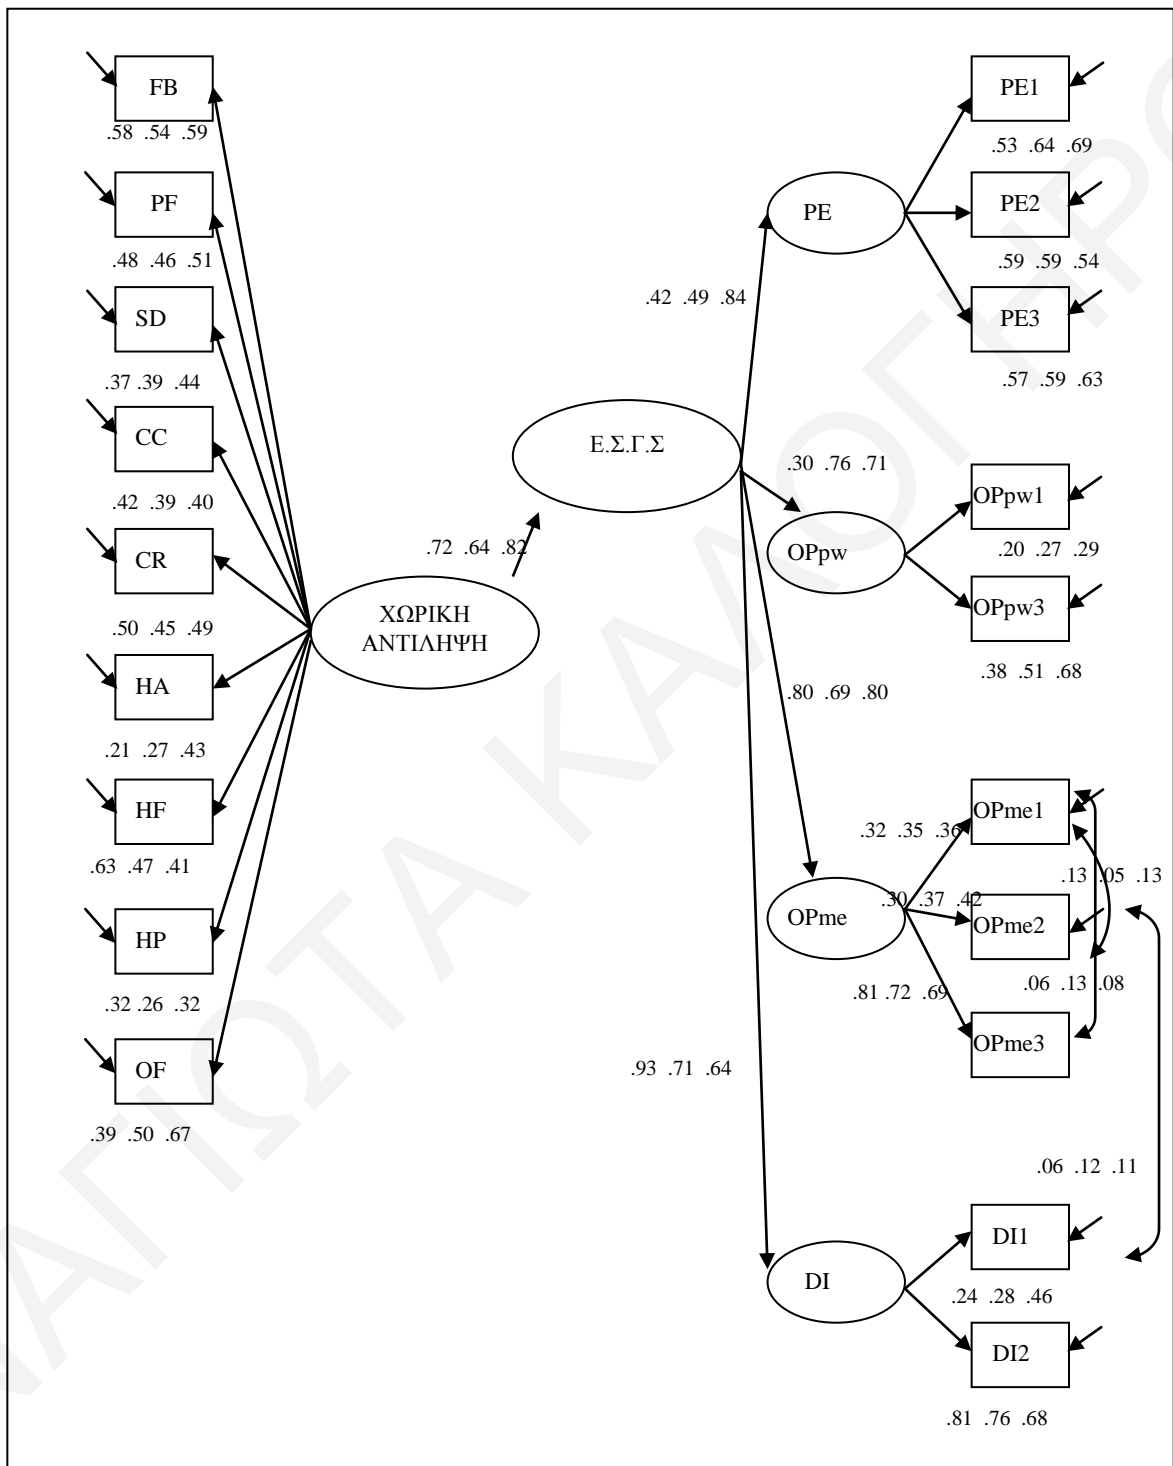 FB
.58 .54 .59
PF
.48 .46 .51
SD
.37 .39 .44
CC
.42 .39 .40
CR
.50 .45 .49
HA
.21 .27 .43
HF
.63 .47 .41
HP
.32 .26 .32
OF
.39 .50 .67
ΧΩΡΙΚΗ
ΑΝΤΙΛΗΨΗ
.72 .64 .82
Ε.Σ.Γ.Σ
.42 .49 .84
PE
PE1
.53 .64 .69
PE2
.59 .59 .54
PE3
.57 .59 .63
.30 .76 .71
OPpw
OPpw1
.20 .27 .29
OPpw3
.38 .51 .68
.80 .69 .80
OPme
.32 .35 .36
OPme1
.13 .05 .13
.30 .37 .42
OPme2
.06 .13 .08
.81 .72 .69
OPme3
.93 .71 .64
.06 .12 .11
DI
DI1
.24 .28 .46
DI2
.81 .76 .68
ΝΑΓΙΩΤΑ ΚΑΛΟΓΗΡΟ